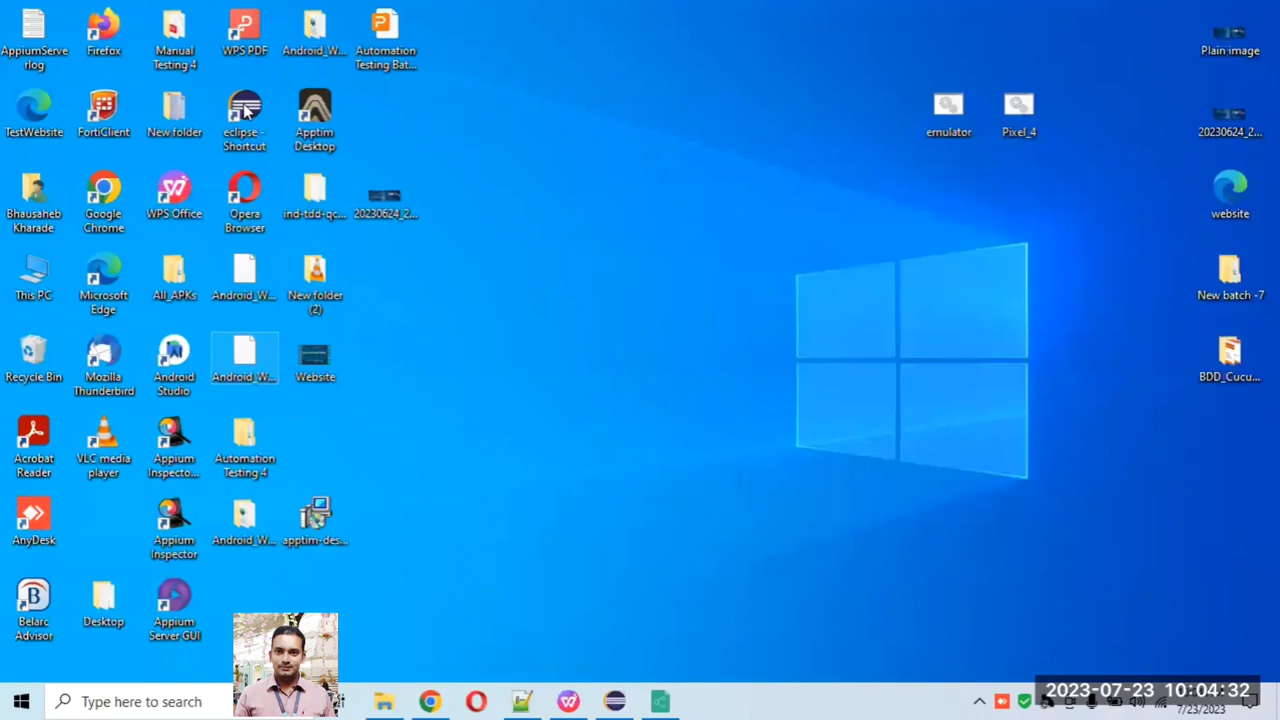 AppiumServe
rlog
Firefox
Manual
Testing 4
WPS PDF
Android_W...
Automation
Testing Bat...
Plain image
TestWebsite
FortiClient
New folder
eclipse -
Shortcut
Apptim
Desktop
emulator
Pixel_4
20230624_2...
Bhausaheb
Kharade
Google
Chrome
WPS Office
Opera
Browser
ind-tdd-qc...
20230624_2...
website
This PC
Microsoft
Edge
All_APKs
Android_W...
New folder
(2)
New batch -7
Recycle Bin
Mozilla
Thunderbird
Android
Studio
Android_W...
Website
BDD_Cucu...
Acrobat
Reader
VLC media
player
Appium
Inspecto...
Automation
Testing 4
AnyDesk
Appium
Inspector
Android_W...
apptim-des...
Belarc
Advisor
Desktop
Appium
Server GUI
Type here to search
2023-07-23 10:04:32
7/23/2023